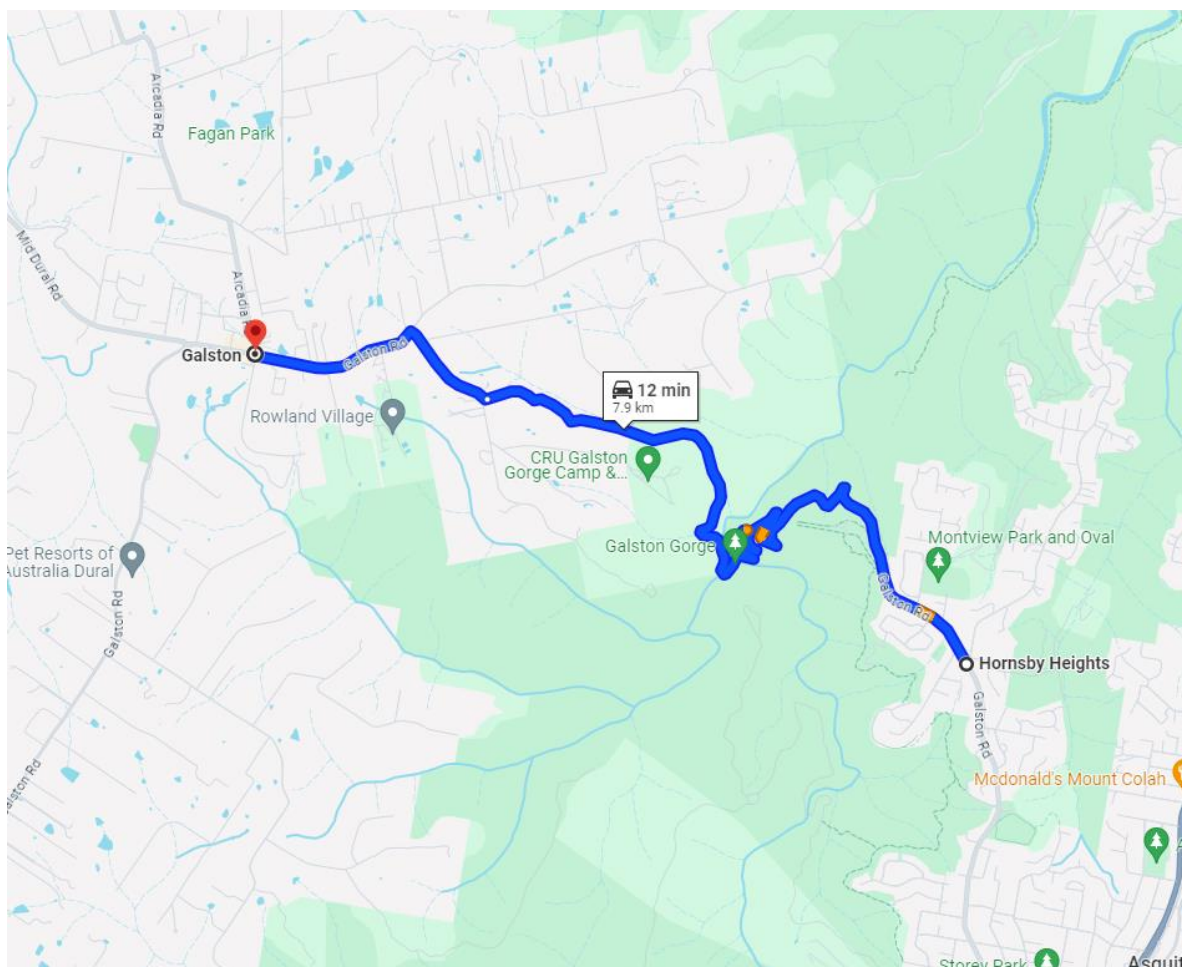 Arcadia Rd
Fagan Park
Mid Dural Rd
Arcadia R
Galston
Galston Rd
12 min
7.9 km
Rowland Village
CRU Galston
Gorge Camp &...
Galston Gorge
Montview Park and Oval
Pet Resorts of
Australia Dural
Galston Rd
Galston Rd
Hornsby Heights
Galston Rd
Mcdonald's Mount Colah
alston Rd
A
Storey Park
Asquit